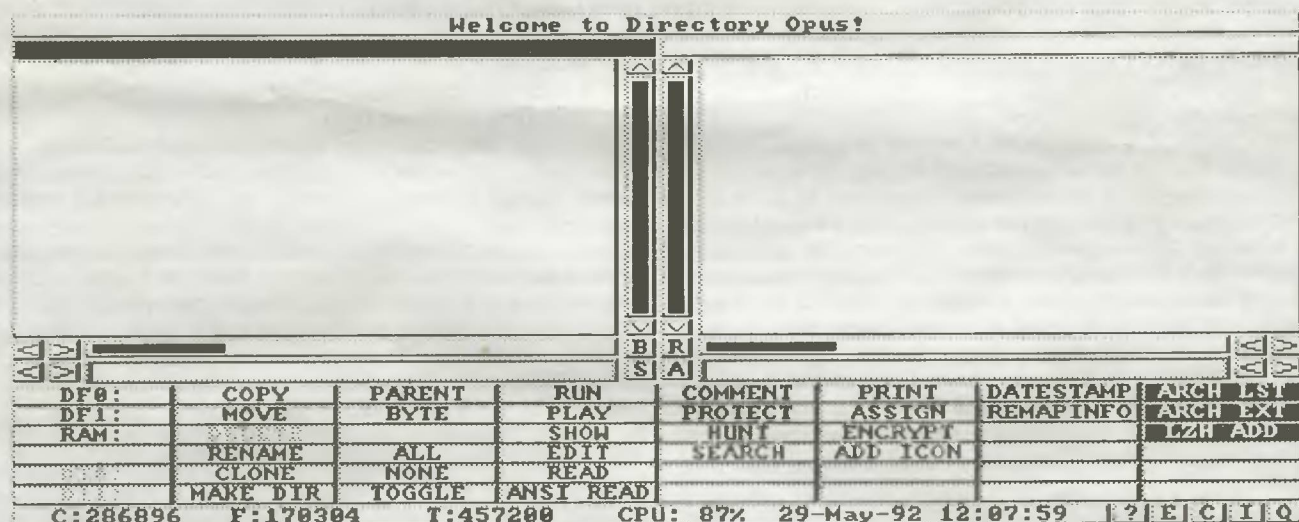 Welcome to Directory Opus!
B R
S A
DF0: COPY PARENT RUN COMMENT PRINT DATESTAMP ARCH LST
DF1: MOVE BYTE PLAY PROTECT ASSIGN REMAPINFO ARCH EXT
RAM: DELETE SHOW HUNT ENCRYPT LZH ADD
RENAME ALL EDIT SEARCH ADD ICON
CLONE NONE READ
MAKE DIR TOGGLE ANSI READ
C:286896 F:170304 T:457200 CPU: 87% 29-May-92 12:07:59 ? E C I Q